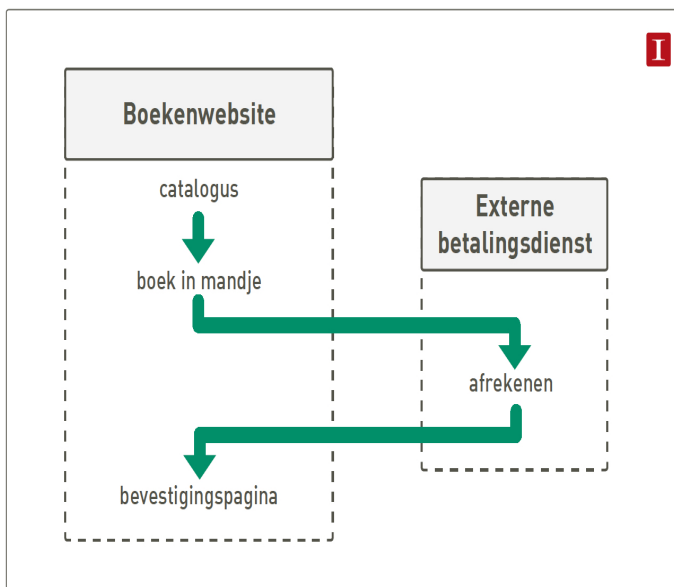 I
Boekenwebsite
catalogus
boek in mandje
Externe
betalingsdienst
afrekenen
bevestigingspagina